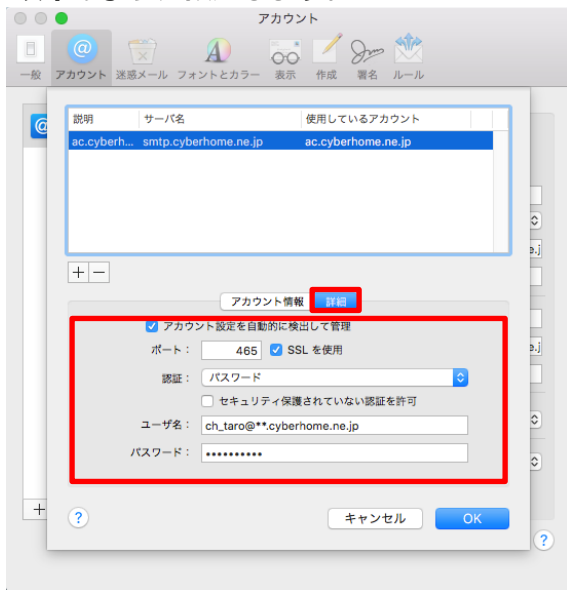 アカウント
一般 アカウント 迷惑メール フォントとカラー 表示 作成 署名 ルール
説明 サーバ名 使用しているアカウント
ac.cyberh... smtp.cyberhome.ne.jp ac.cyberhome.ne.jp
e.j
+ −
アカウント情報 詳細
アカウント設定を自動的に検出して管理
ポート： 465 SSL を使用
e.j
認証： パスワード
セキュリティ保護されていない認証を許可
ユーザ名： ch_taro@**.cyberhome.ne.jp
パスワード： ••••••••••
+
? キャンセル OK
?